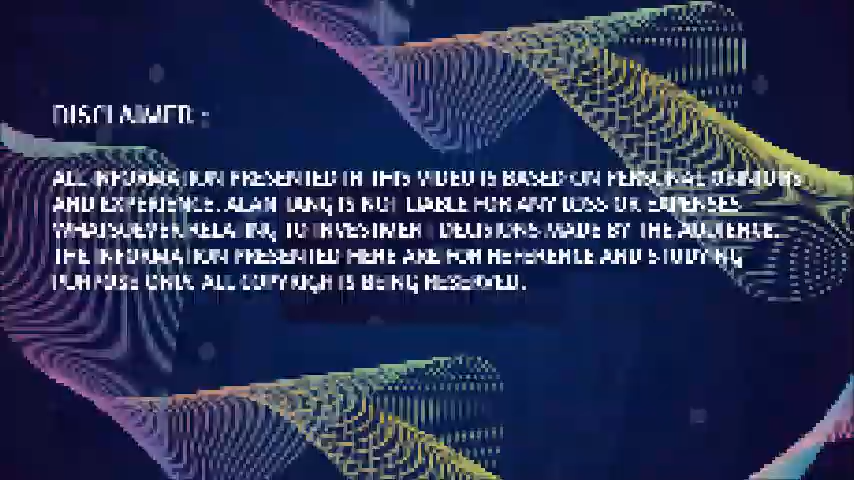 DISCLAIMER :
ALL INFORMATION PRESENTED IN THIS VIDEO IS BASED ON PERSONAL OPINIONS
AND EXPERIENCE. ALAN TANG IS NOT LIABLE FOR ANY LOSS OR EXPENSES
WHATSOEVER RELATING TO INVESTMENT DECISIONS MADE BY THE AUDIENCE.
THE INFORMATION PRESENTED HERE ARE FOR REFERENCE AND STUDYING
PURPOSE ONLY. ALL COPYRIGHT IS BEING RESERVED.